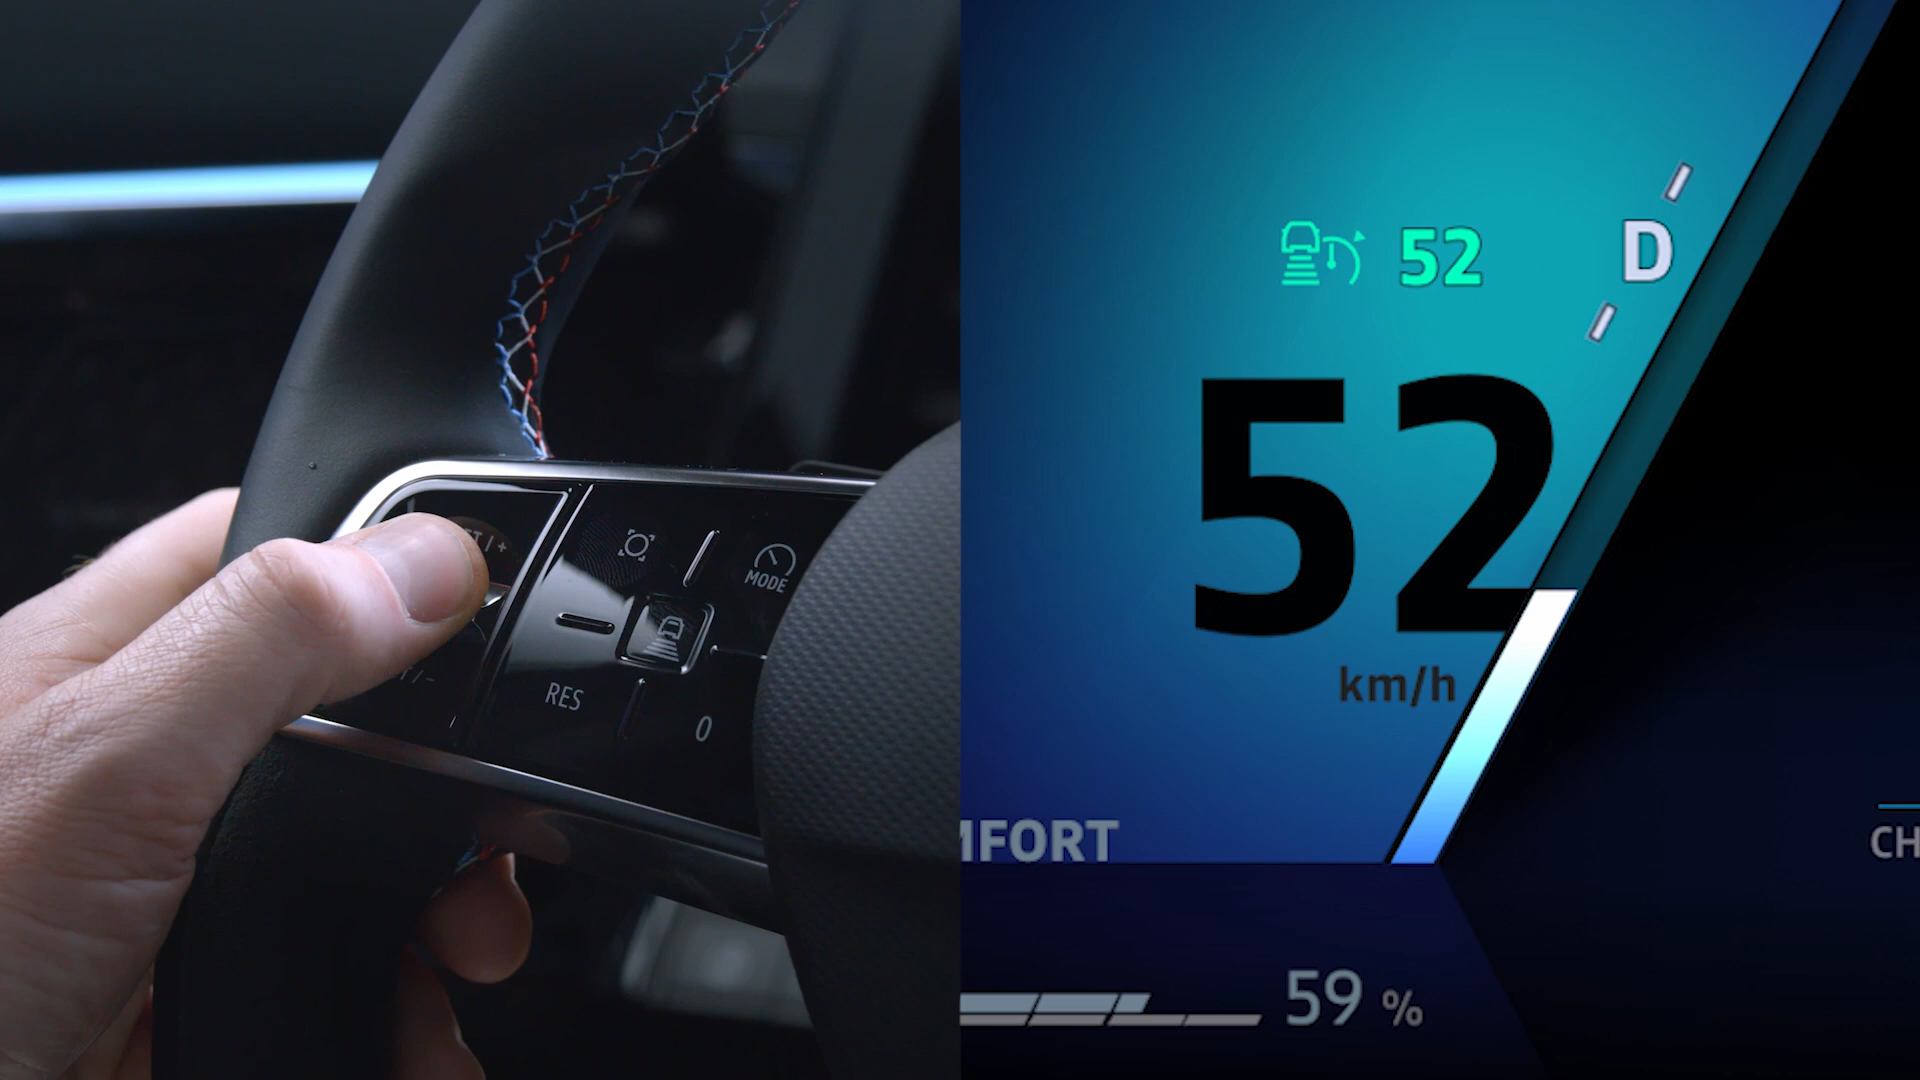 T/+
MODE
RES
0
/-
52
D
52
km/h
MFORT
CH
59 %